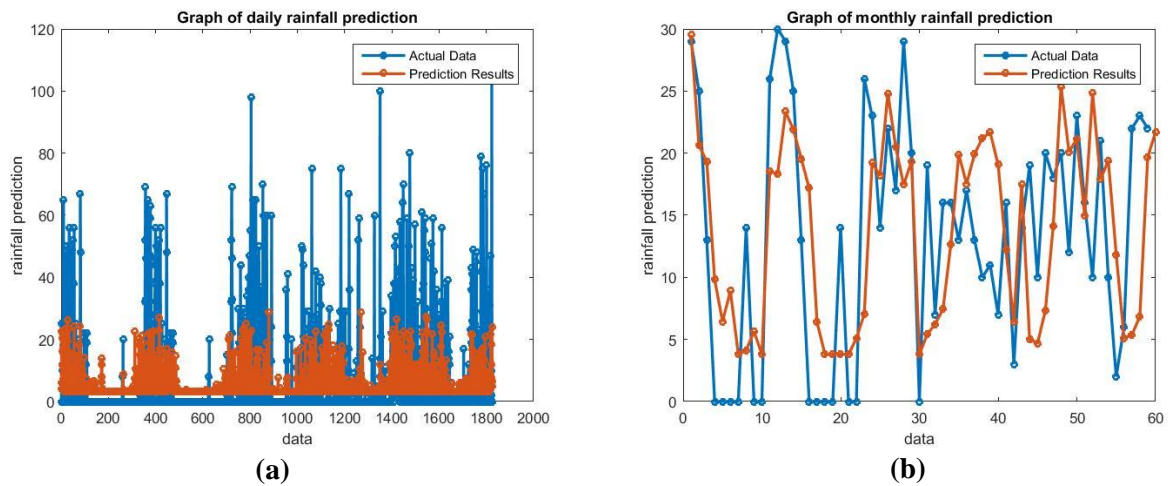 Graph of daily rainfall prediction
120
100
80
60
40
20
0
0 200 400 600 800 1000 1200 1400 1600 1800 2000
rainfall prediction
data
Actual Data
Prediction Results
(a)
Graph of monthly rainfall prediction
30
25
20
15
10
5
0
0 10 20 30 40 50 60
rainfall prediction
data
Actual Data
Prediction Results
(b)